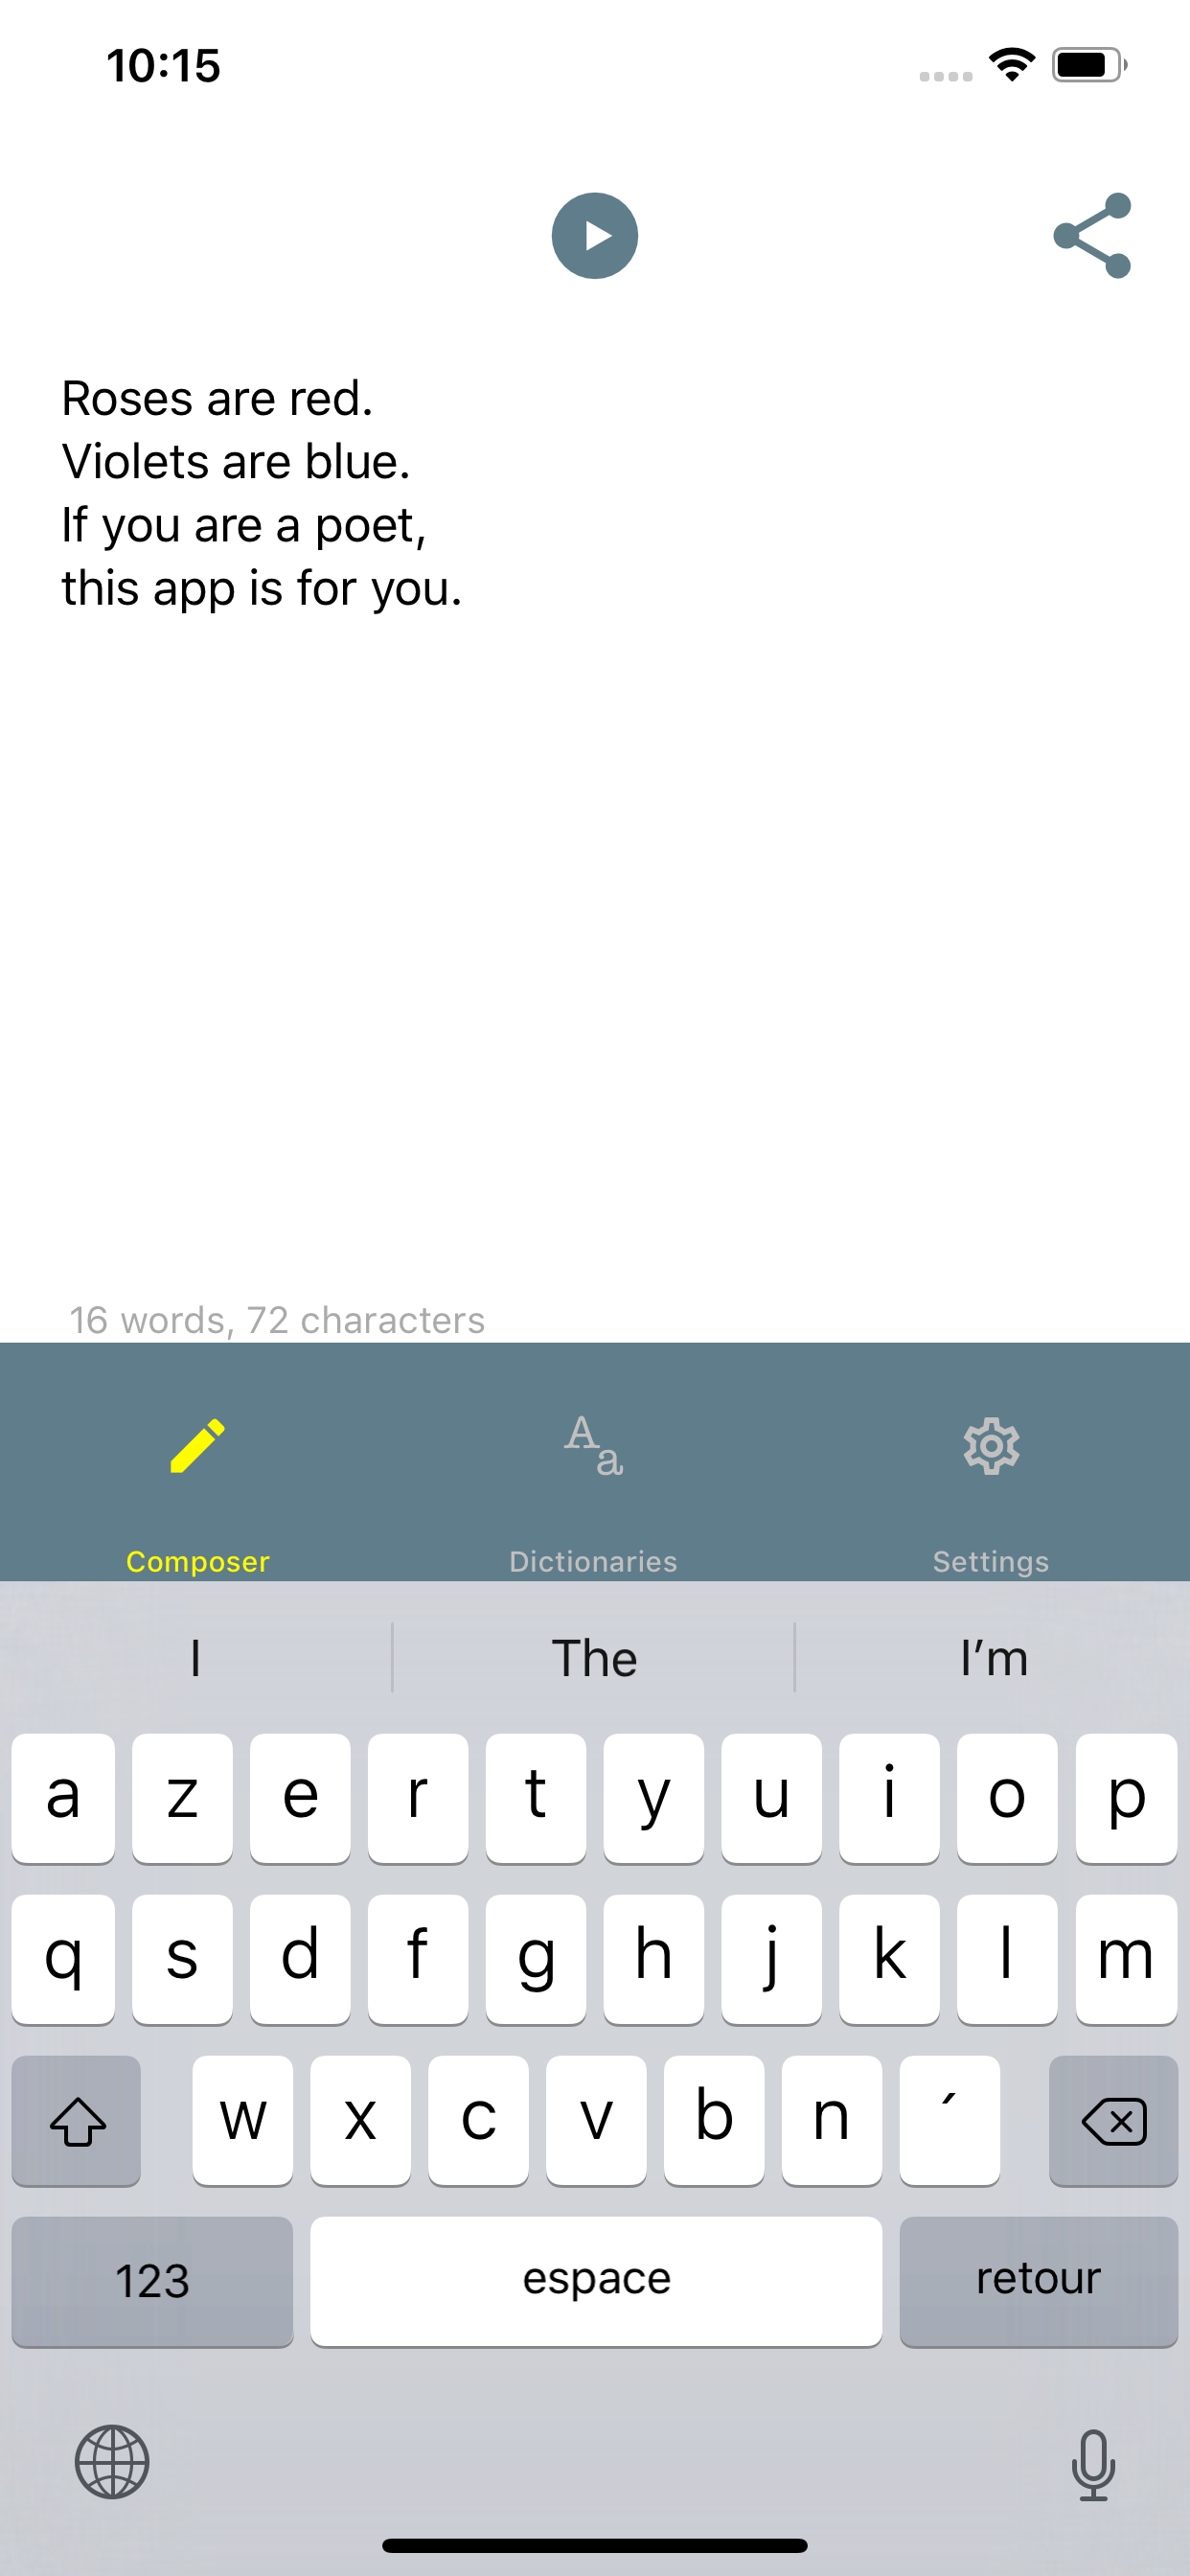 10:15
Roses are red.
Violets are blue.
If you are a poet,
this app is for you.
16 words, 72 characters
Aa
Composer Dictionaries Settings
I The I’m
a z e r t y u i o p
q s d f g h j k l m
w x c v b n ´
123 espace retour